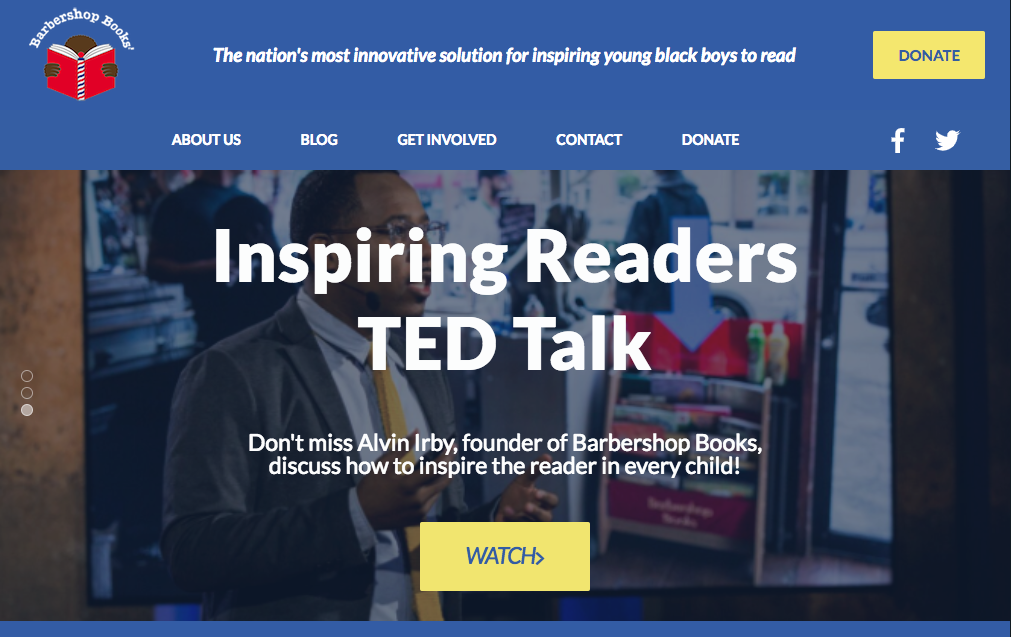 Barbershop Books
The nation's most innovative solution for inspiring young black boys to read
DONATE
ABOUT US
BLOG
GET INVOLVED
CONTACT
DONATE
Inspiring Readers
TED Talk
Don't miss Alvin Irby, founder of Barbershop Books,
discuss how to inspire the reader in every child!
WATCH>
Barbershop
Books